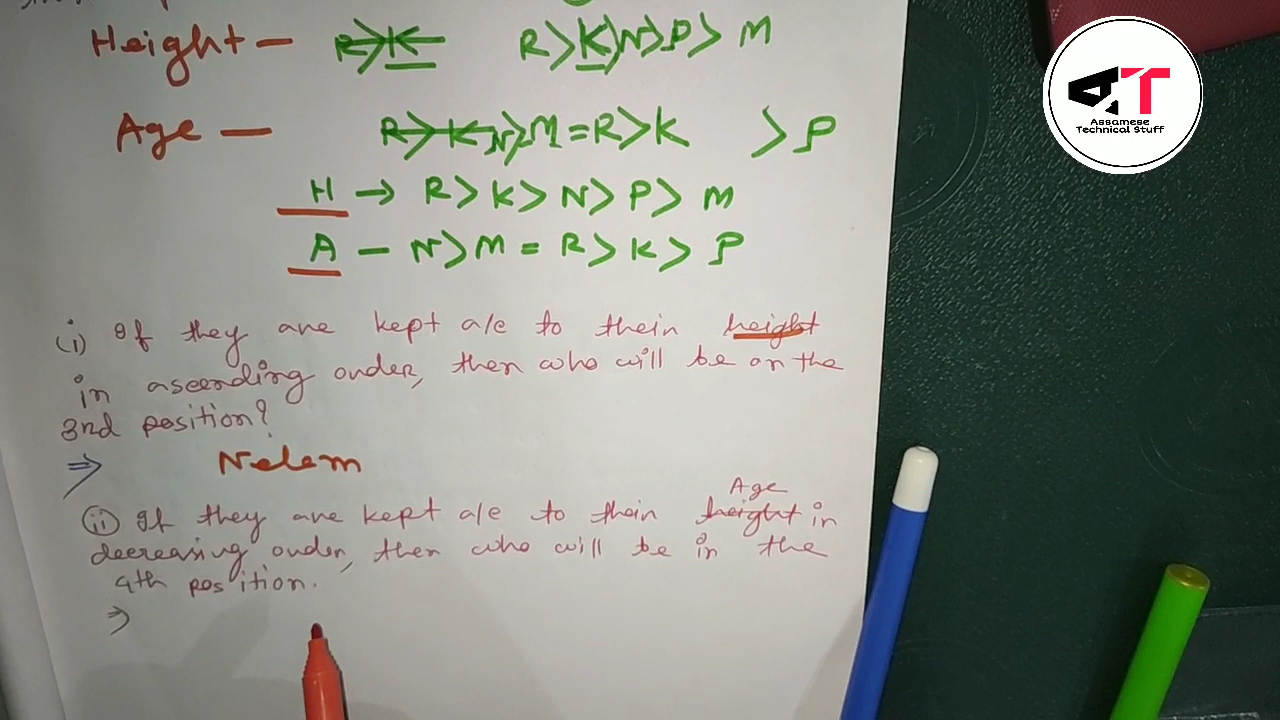 Height — R>K R>K>N>P>M
Age — R>K N>M=R>K >P
H → R>K>N>P>M
A — N>M=R>K>P
(i) If they are kept a/c to their height
in ascending order, then who will be on the
3rd position?
⇒ Nelem
(ii) If they are kept a/c to their height Age in
decreasing order, then who will be in the
4th position.
⇒
AT
Assamese
Technical Stuff